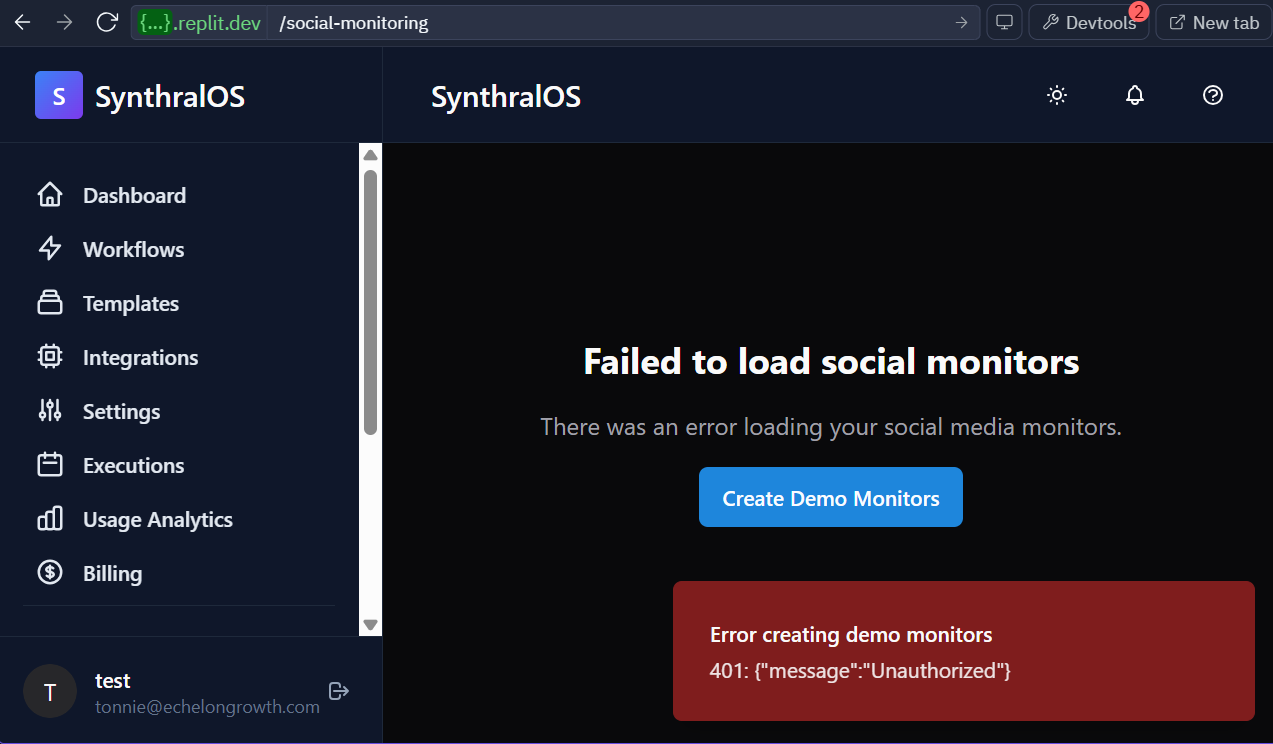 {...}.replit.dev /social-monitoring
Devtools 2
New tab
S SynthralOS
SynthralOS
Dashboard
Workflows
Templates
Integrations
Settings
Executions
Usage Analytics
Billing
T
test
tonnie@echelongrowth.com
Failed to load social monitors
There was an error loading your social media monitors.
Create Demo Monitors
Error creating demo monitors
401: {"message":"Unauthorized"}